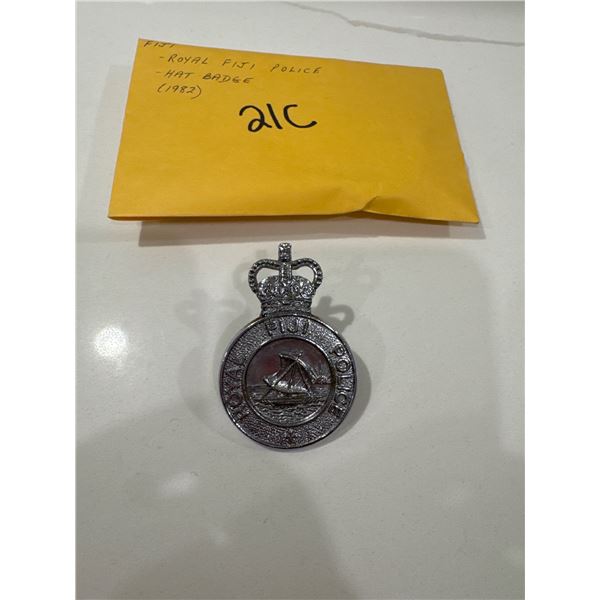 FIJI
- ROYAL FIJI POLICE
- HAT BADGE
(1982)
21C
ROYAL FIJI POLICE